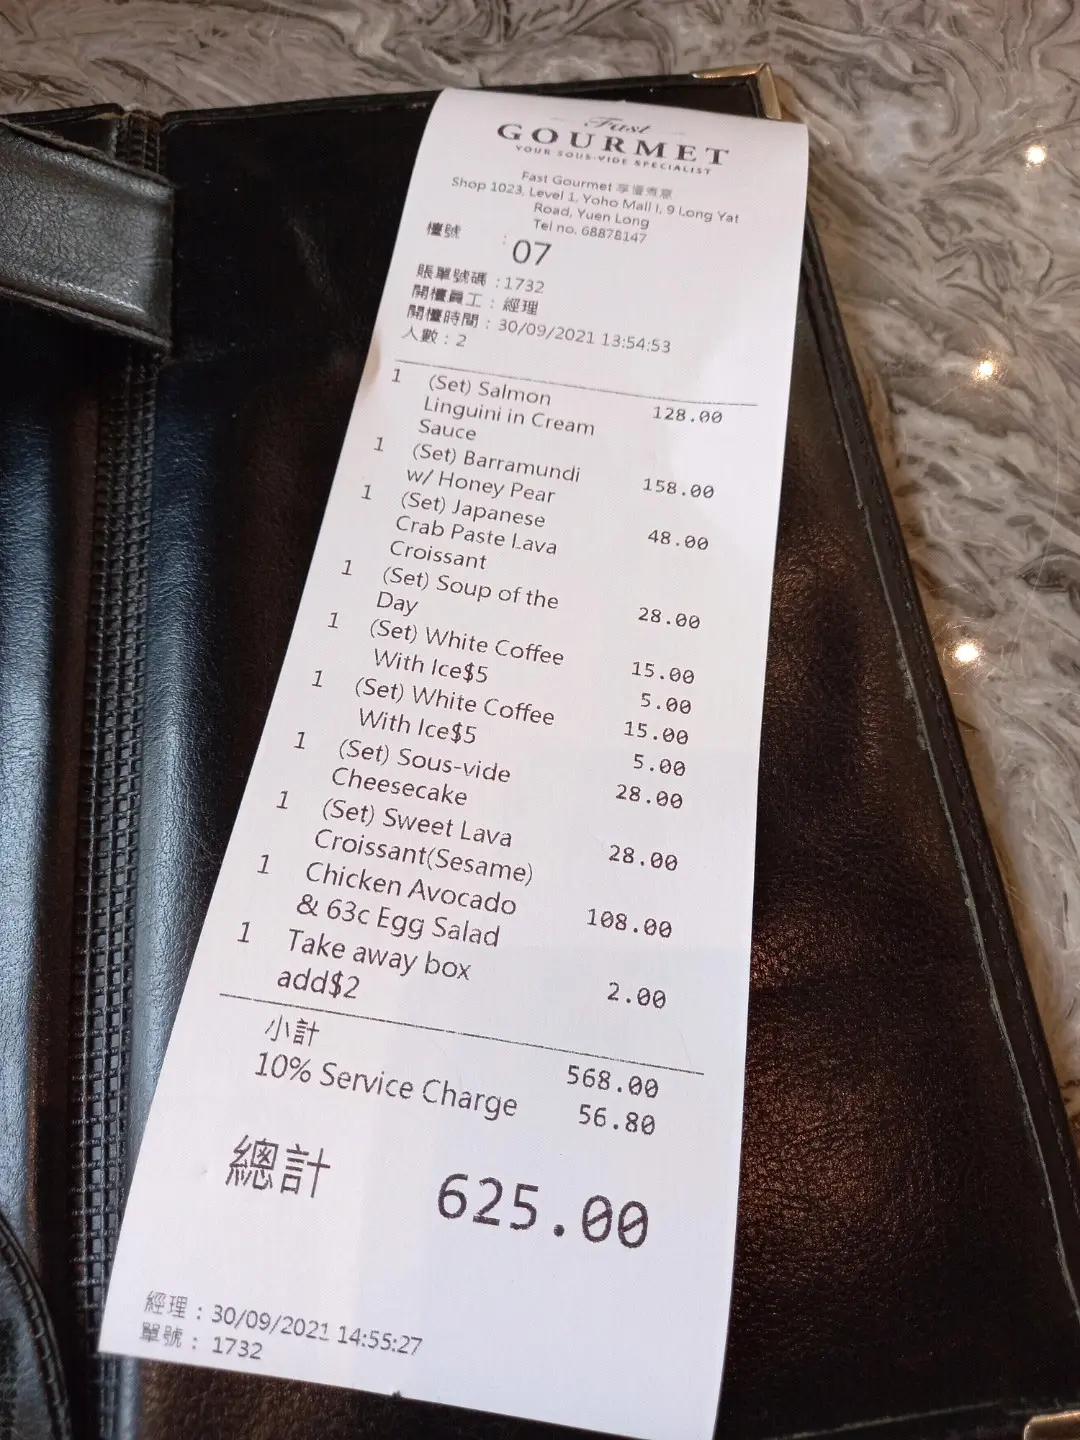 Fast
GOURMET
YOUR SOUS-VIDE SPECIALIST
Fast Gourmet 享慢煮意
Shop 1023, Level 1, Yoho Mall I, 9 Long Yat
Road, Yuen Long
Tel no. 68878147
檯號 : 07
賬單號碼 : 1732
開檯員工 : 經理
開檯時間 : 30/09/2021 13:54:53
人數 : 2
1 (Set) Salmon 128.00
Linguini in Cream
Sauce
1 (Set) Barramundi 158.00
w/ Honey Pear
1 (Set) Japanese 48.00
Crab Paste Lava
Croissant
1 (Set) Soup of the 28.00
Day
1 (Set) White Coffee 15.00
With Ice$5 5.00
1 (Set) White Coffee 15.00
With Ice$5 5.00
1 (Set) Sous-vide 28.00
Cheesecake
1 (Set) Sweet Lava 28.00
Croissant(Sesame)
1 Chicken Avocado 108.00
& 63c Egg Salad
1 Take away box 2.00
add$2
小計 568.00
10% Service Charge 56.80
總計 625.00
經理 : 30/09/2021 14:55:27
單號 : 1732